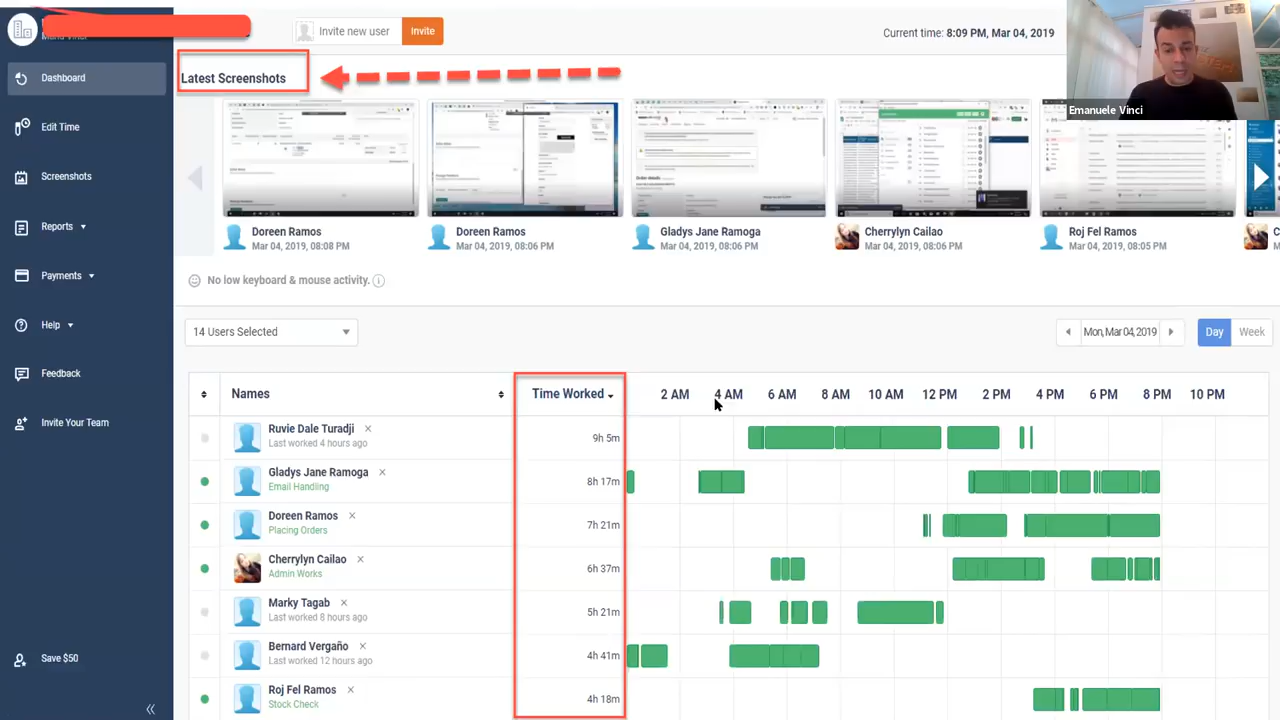 Invite new user
Invite
Current time: 8:09 PM, Mar 04, 2019
Emanuele Vinci
Dashboard
Edit Time
Screenshots
Reports
Payments
Help
Feedback
Invite Your Team
Save $50
Latest Screenshots
Doreen Ramos
Mar 04, 2019, 08:08 PM
Doreen Ramos
Mar 04, 2019, 08:06 PM
Gladys Jane Ramoga
Mar 04, 2019, 08:06 PM
Cherrylyn Cailao
Mar 04, 2019, 08:06 PM
Roj Fel Ramos
Mar 04, 2019, 08:05 PM
No low keyboard & mouse activity.
14 Users Selected
Mon, Mar 04, 2019
Day
Week
Names
Time Worked
2 AM 4 AM 6 AM 8 AM 10 AM 12 PM 2 PM 4 PM 6 PM 8 PM 10 PM
Ruvie Dale Turadji
Last worked 4 hours ago
9h 5m
Gladys Jane Ramoga
Email Handling
8h 17m
Doreen Ramos
Placing Orders
7h 21m
Cherrylyn Cailao
Admin Works
6h 37m
Marky Tagab
Last worked 8 hours ago
5h 21m
Bernard Vergaño
Last worked 12 hours ago
4h 41m
Roj Fel Ramos
Stock Check
4h 18m